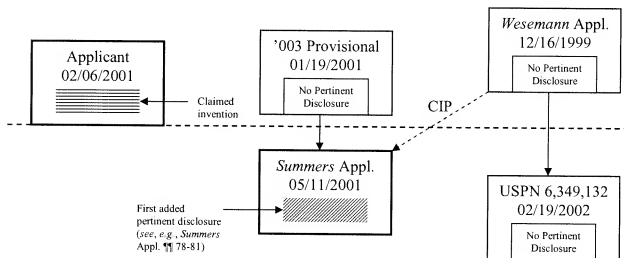 Applicant
02/06/2001
Claimed
invention
'003 Provisional
01/19/2001
No Pertinent
Disclosure
Wesemann Appl.
12/16/1999
No Pertinent
Disclosure
CIP
Summers Appl.
05/11/2001
First added
pertinent disclosure
(see, e.g., Summers
Appl. ¶¶ 78-81)
USPN 6,349,132
02/19/2002
No Pertinent
Disclosure